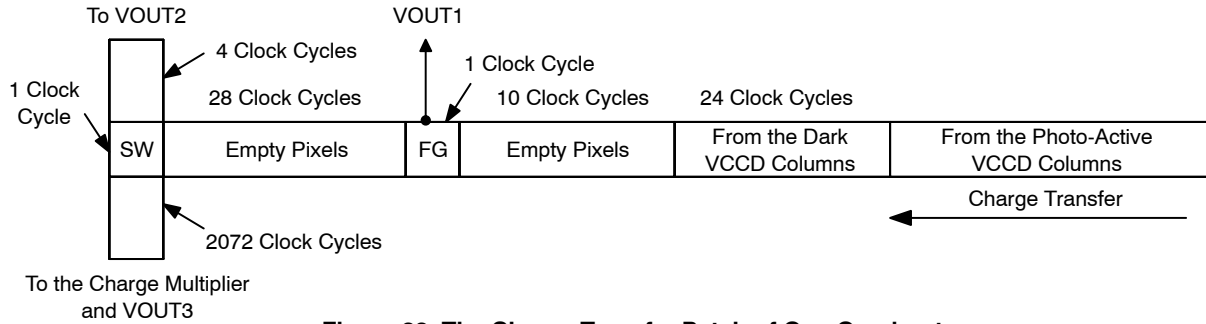 To VOUT2
VOUT1
4 Clock Cycles
1 Clock Cycle
1 Clock
Cycle
28 Clock Cycles
10 Clock Cycles
24 Clock Cycles
SW
Empty Pixels
FG
Empty Pixels
From the Dark
VCCD Columns
From the Photo-Active
VCCD Columns
Charge Transfer
2072 Clock Cycles
To the Charge Multiplier
and VOUT3